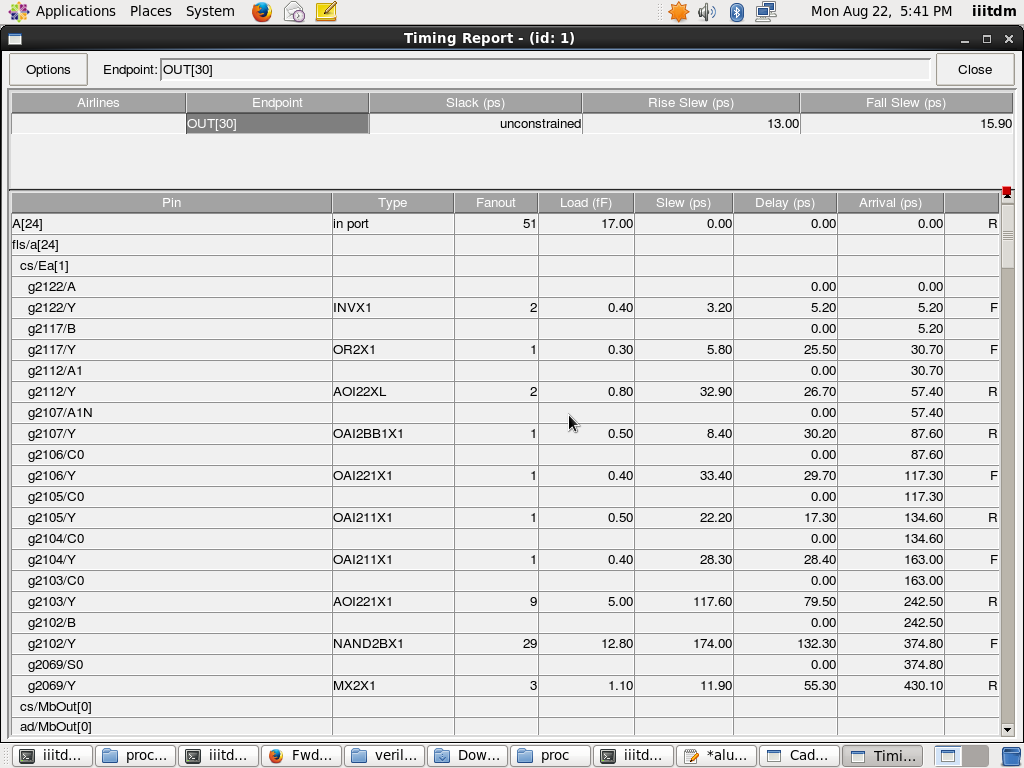 Applications Places System Mon Aug 22, 5:41 PM iiitdm
Timing Report - (id: 1)
Options Endpoint: OUT[30] Close
Airlines Endpoint Slack (ps) Rise Slew (ps) Fall Slew (ps)
OUT[30] unconstrained 13.00 15.90
Pin Type Fanout Load (fF) Slew (ps) Delay (ps) Arrival (ps)
A[24] in port 51 17.00 0.00 0.00 0.00 R
fls/a[24]
cs/Ea[1]
g2122/A 0.00 0.00
g2122/Y INVX1 2 0.40 3.20 5.20 5.20 F
g2117/B 0.00 5.20
g2117/Y OR2X1 1 0.30 5.80 25.50 30.70 F
g2112/A1 0.00 30.70
g2112/Y AOI22XL 2 0.80 32.90 26.70 57.40 R
g2107/A1N 0.00 57.40
g2107/Y OAI2BB1X1 1 0.50 8.40 30.20 87.60 R
g2106/C0 0.00 87.60
g2106/Y OAI221X1 1 0.40 33.40 29.70 117.30 F
g2105/C0 0.00 117.30
g2105/Y OAI211X1 1 0.50 22.20 17.30 134.60 R
g2104/C0 0.00 134.60
g2104/Y OAI211X1 1 0.40 28.30 28.40 163.00 F
g2103/C0 0.00 163.00
g2103/Y AOI221X1 9 5.00 117.60 79.50 242.50 R
g2102/B 0.00 242.50
g2102/Y NAND2BX1 29 12.80 174.00 132.30 374.80 F
g2069/S0 0.00 374.80
g2069/Y MX2X1 3 1.10 11.90 55.30 430.10 R
cs/MbOut[0]
ad/MbOut[0]
iiitd... proc... iiitd... Fwd... veril... Dow... proc iiitd... *alu... Cad... Timi...